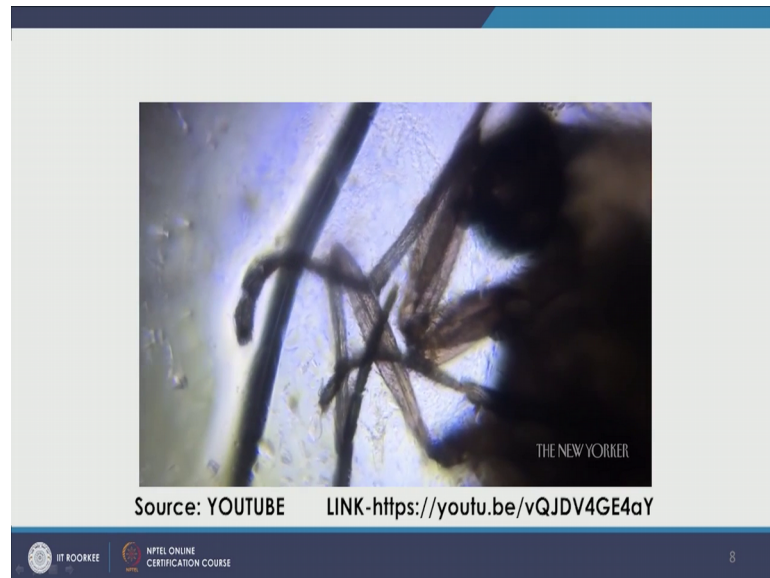 THE NEW YORKER
Source: YOUTUBE LINK-https://youtu.be/vQJDV4GE4aY
IIT ROORKEE
NPTEL ONLINE
CERTIFICATION COURSE
8